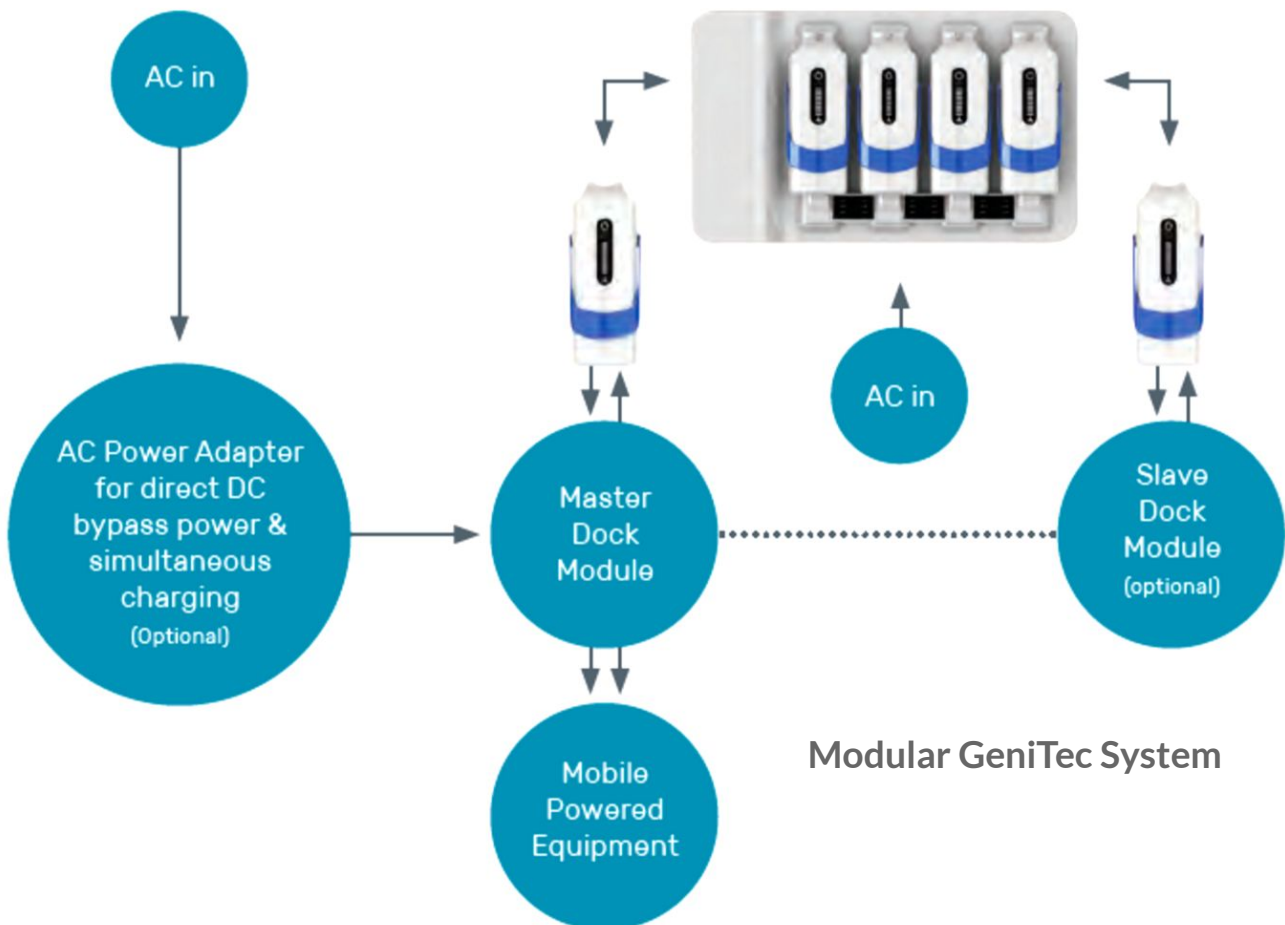 AC in
AC in
AC Power Adapter
for direct DC
bypass power &
simultaneous
charging
(Optional)
Master
Dock
Module
Slave
Dock
Module
(optional)
Mobile
Powered
Equipment
Modular GeniTec System